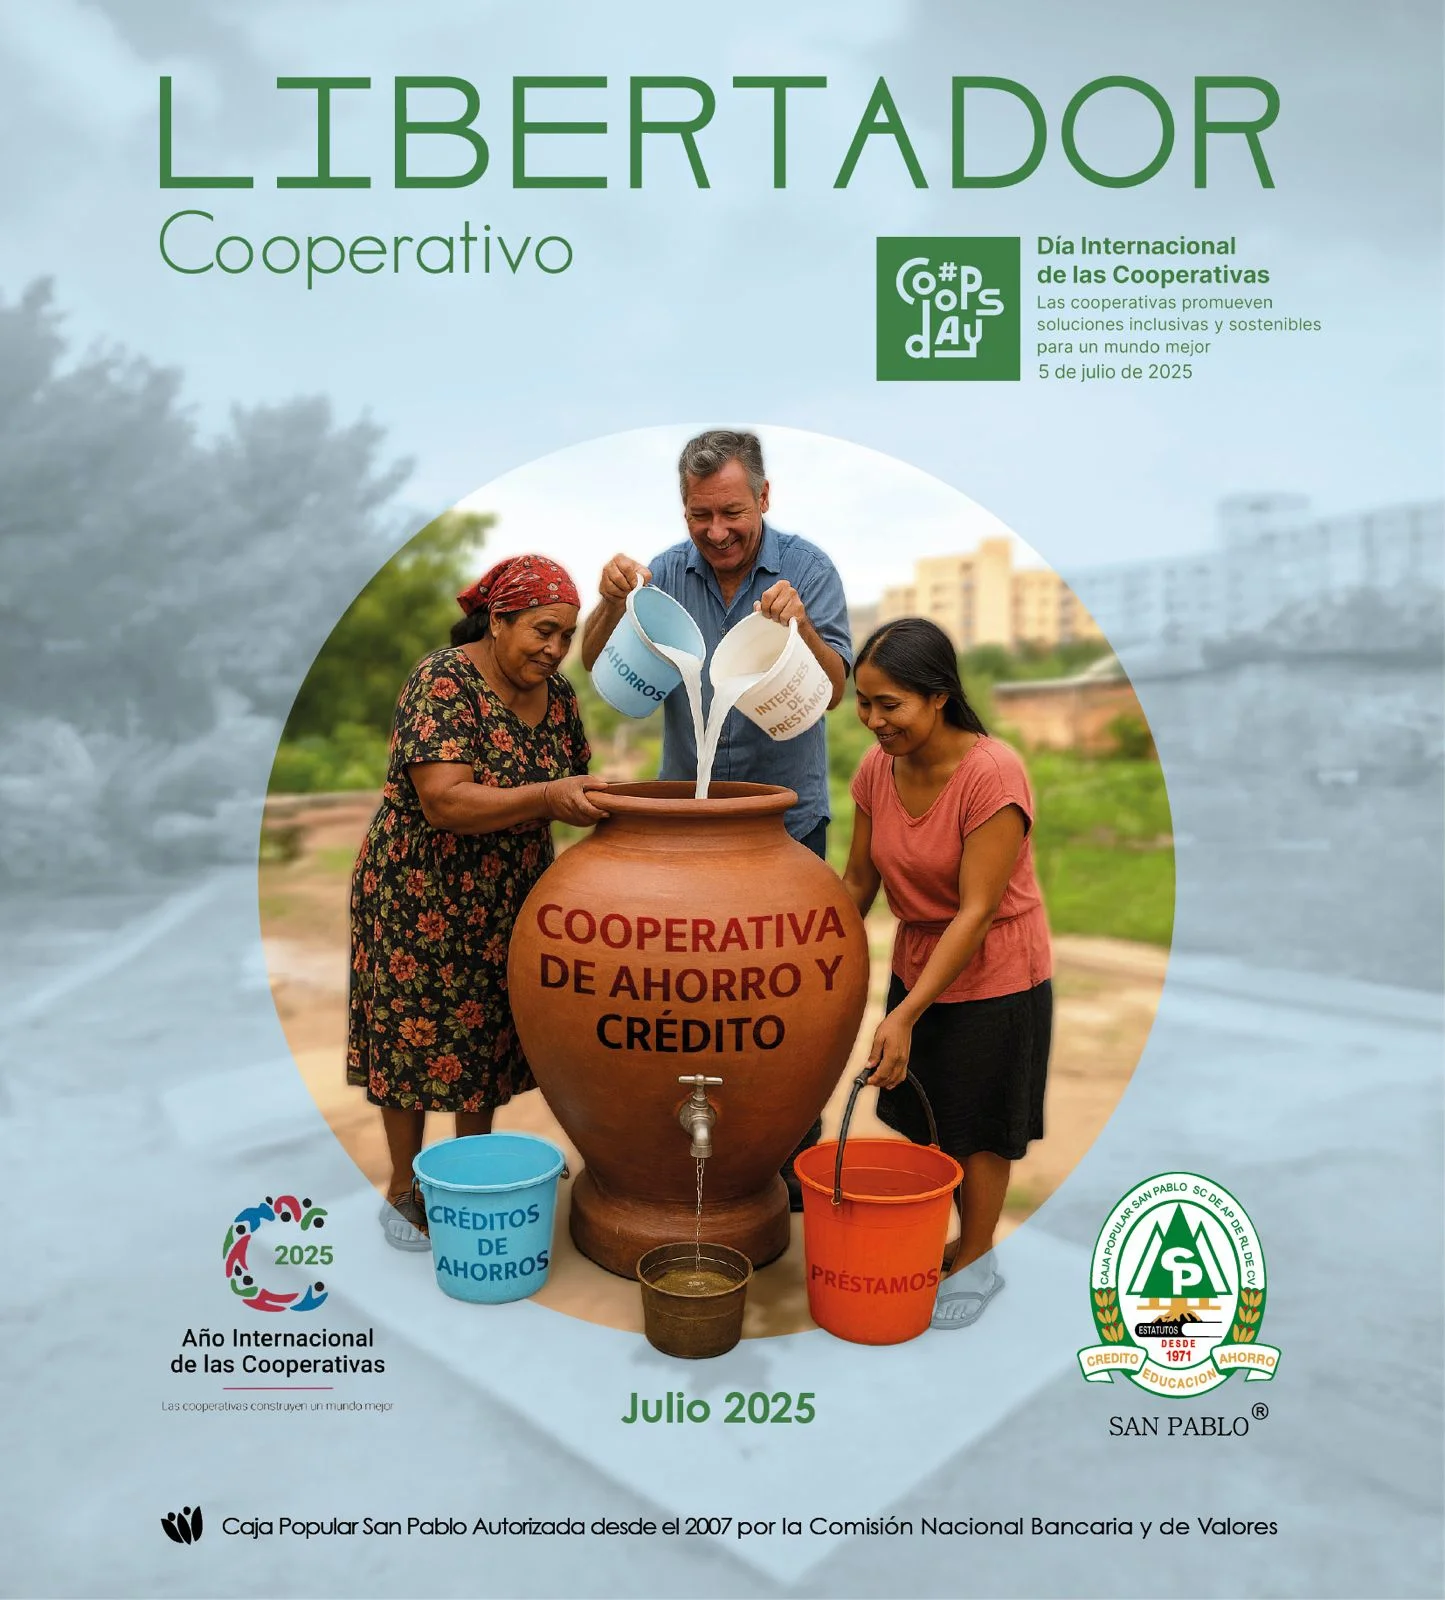 LIBERTADOR
Cooperativo
CO#OPS
dAY
Día Internacional
de las Cooperativas
Las cooperativas promueven
soluciones inclusivas y sostenibles
para un mundo mejor
5 de julio de 2025
AHORROS
INTERESES
DE
PRÉSTAMOS
COOPERATIVA
DE AHORRO Y
CRÉDITO
CRÉDITOS
DE
AHORROS
PRÉSTAMOS
2025
Año Internacional
de las Cooperativas
Las cooperativas construyen un mundo mejor
Julio 2025
CAJA POPULAR SAN PABLO SC DE AP DE RL DE CV
CP
ESTATUTOS
DESDE
1971
CREDITO
EDUCACION
AHORRO
SAN PABLO®
Caja Popular San Pablo Autorizada desde el 2007 por la Comisión Nacional Bancaria y de Valores